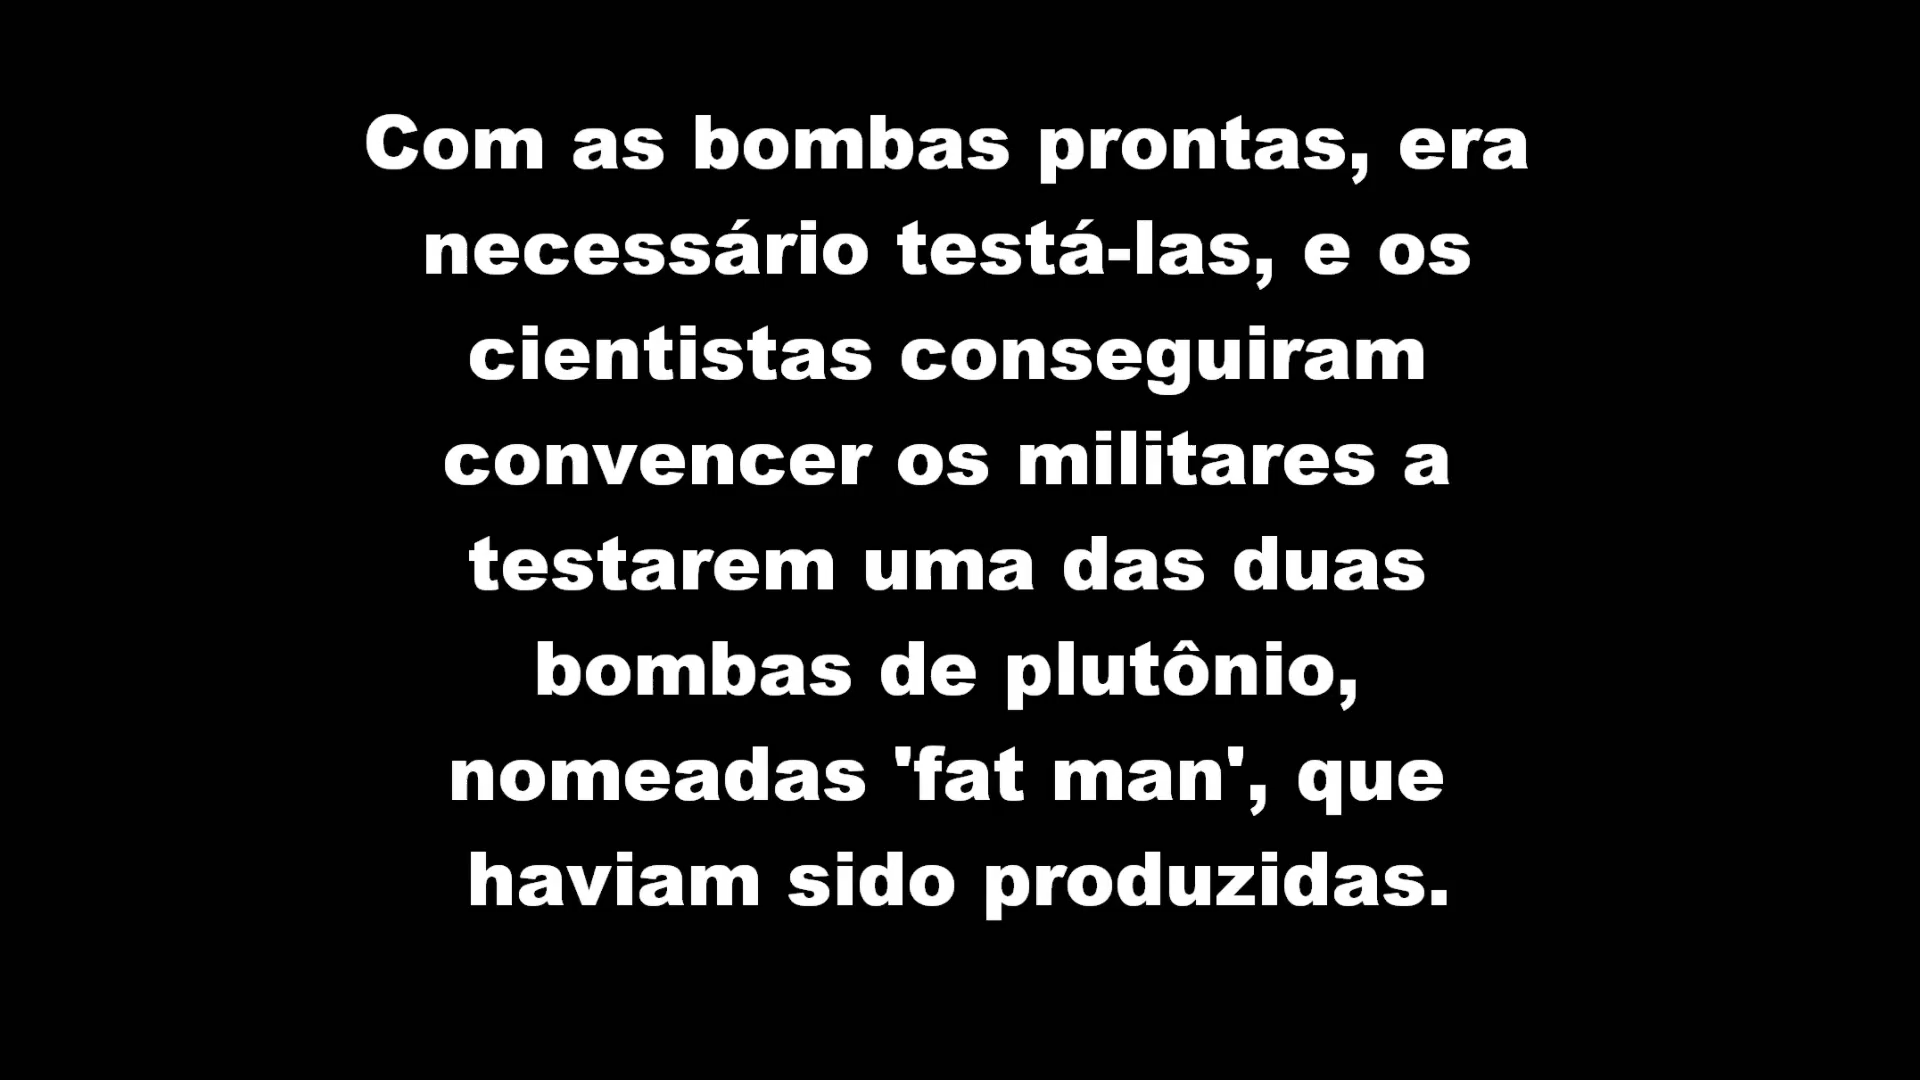 Com as bombas prontas, era
necessário testá-las, e os
cientistas conseguiram
convencer os militares a
testarem uma das duas
bombas de plutônio,
nomeadas 'fat man', que
haviam sido produzidas.